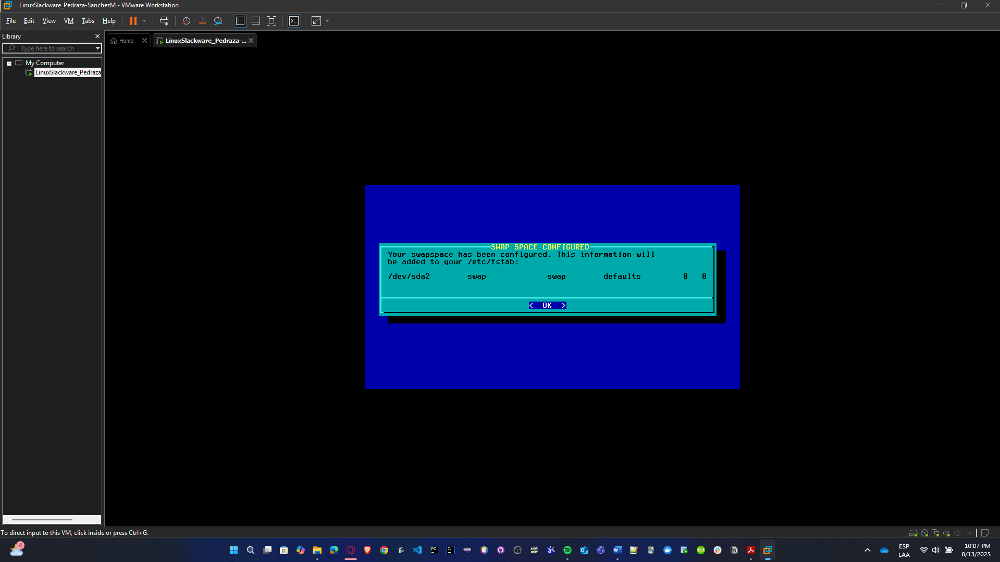 LinuxSlackware_Pedraza-SanchezM - VMware Workstation
File Edit View VM Tabs Help
Library
Home
LinuxSlackware_Pedraza-...
Type here to search
My Computer
LinuxSlackware_Pedraza
SWAP SPACE CONFIGURED
Your swapspace has been configured. This information will
be added to your /etc/fstab:
/dev/sda2 swap swap defaults 0 0
< OK >
To direct input to this VM, click inside or press Ctrl+G.
4
PC
IJ
W
ESP
LAA
10:07 PM
8/13/2025